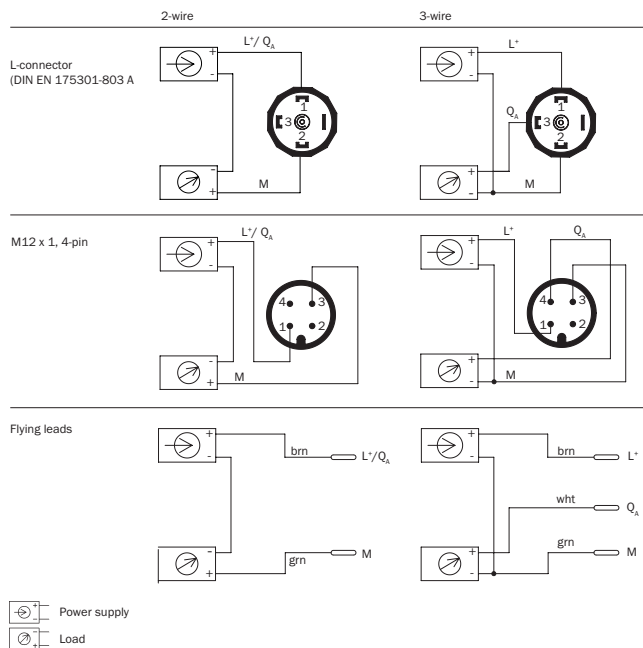 2-wire 3-wire
L-connector
(DIN EN 175301-803 A
+ L⁺/ Q_A
-
1
3
2
-
+ M
+ L⁺
-
1
Q_A 3
2
+
- M
M12 x 1, 4-pin
+ L⁺/ Q_A
-
4 3
1 2
-
+ M
+ L⁺ Q_A
-
4 3
1 2
+
- M
Flying leads
+ brn L⁺/Q_A
-
-
+ grn M
+ brn L⁺
-
wht Q_A
+ grn M
-
+
- Power supply
-
+ Load